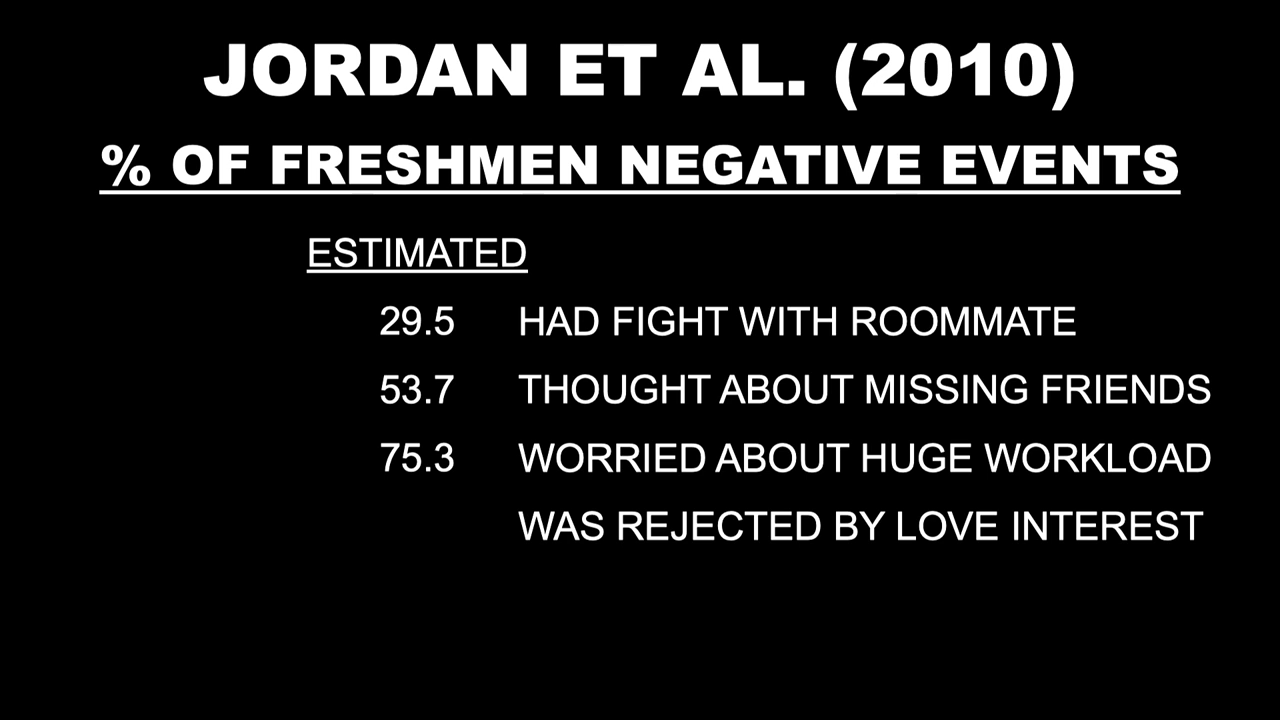 JORDAN ET AL. (2010)
% OF FRESHMEN NEGATIVE EVENTS
ESTIMATED
29.5 HAD FIGHT WITH ROOMMATE
53.7 THOUGHT ABOUT MISSING FRIENDS
75.3 WORRIED ABOUT HUGE WORKLOAD
WAS REJECTED BY LOVE INTEREST